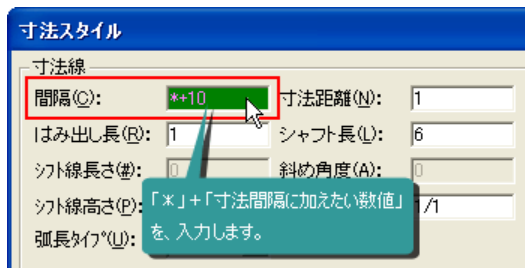 寸法スタイル
寸法線
間隔(C): *+10 寸法距離(N): 1
はみ出し長(R): 1 シャフト長(L): 6
シフト線長さ(#): 0 斜め角度(A): 0
シフト線高さ(P): 1/1
「*」+「寸法間隔に加えたい数値」
を、入力します。
弧長タイプ(U):